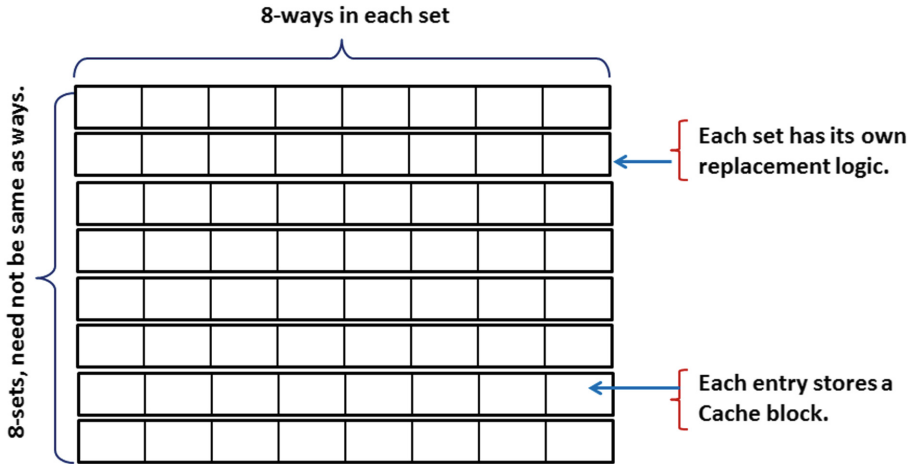 8-ways in each set
8-sets, need not be same as ways.
Each set has its own
replacement logic.
Each entry stores a
Cache block.